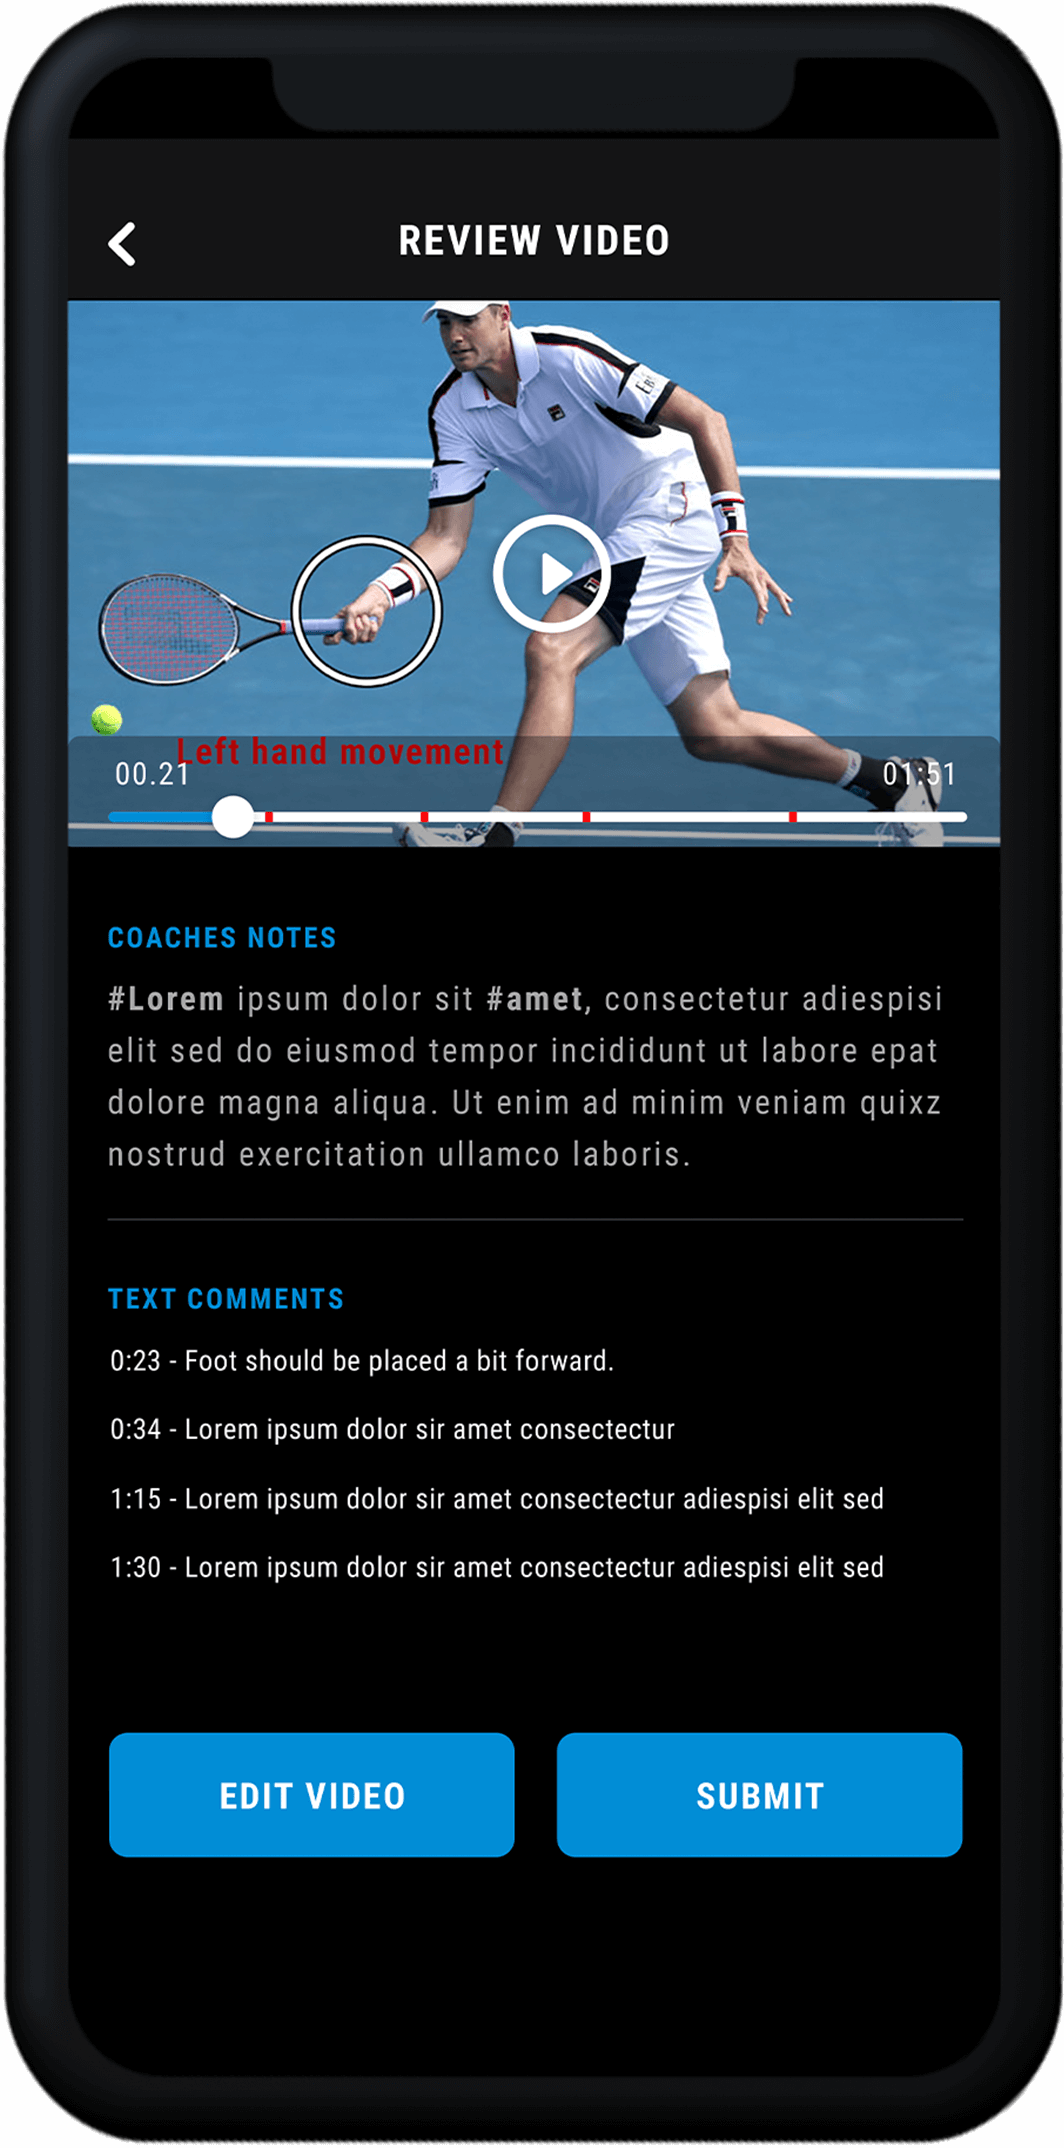 REVIEW VIDEO
Left hand movement
00.21
01:51
COACHES NOTES
#Lorem ipsum dolor sit #amet, consectetur adiespisi
elit sed do eiusmod tempor incididunt ut labore epat
dolore magna aliqua. Ut enim ad minim veniam quixz
nostrud exercitation ullamco laboris.
TEXT COMMENTS
0:23 - Foot should be placed a bit forward.
0:34 - Lorem ipsum dolor sir amet consectectur
1:15 - Lorem ipsum dolor sir amet consectectur adiespisi elit sed
1:30 - Lorem ipsum dolor sir amet consectectur adiespisi elit sed
EDIT VIDEO
SUBMIT